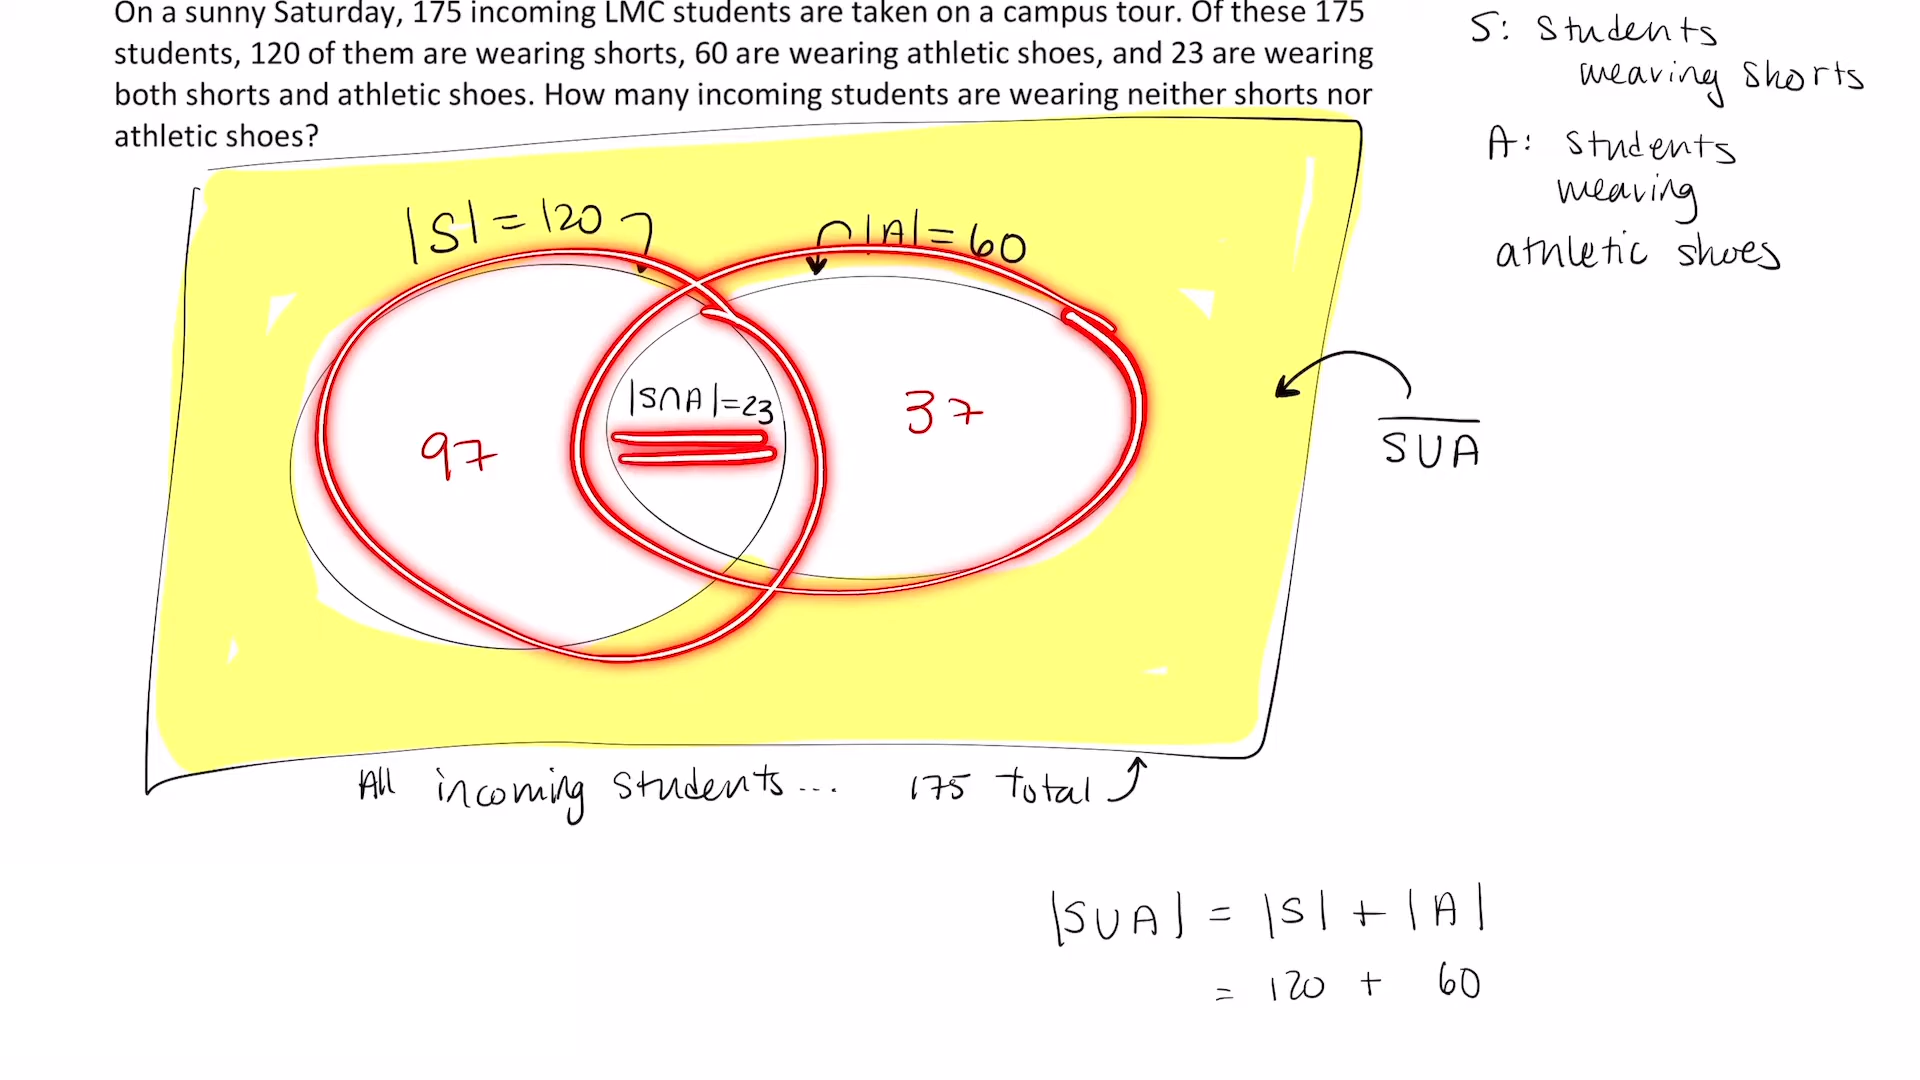 On a sunny Saturday, 175 incoming LMC students are taken on a campus tour. Of these 175
students, 120 of them are wearing shorts, 60 are wearing athletic shoes, and 23 are wearing
both shorts and athletic shoes. How many incoming students are wearing neither shorts nor
athletic shoes?
S: Students
wearing shorts
A: Students
wearing
athletic shoes
|S| = 120
|A| = 60
|S∩A|=23
97
37
S∪A
All incoming students... 175 total
|S∪A| = |S| + |A|
= 120 + 60